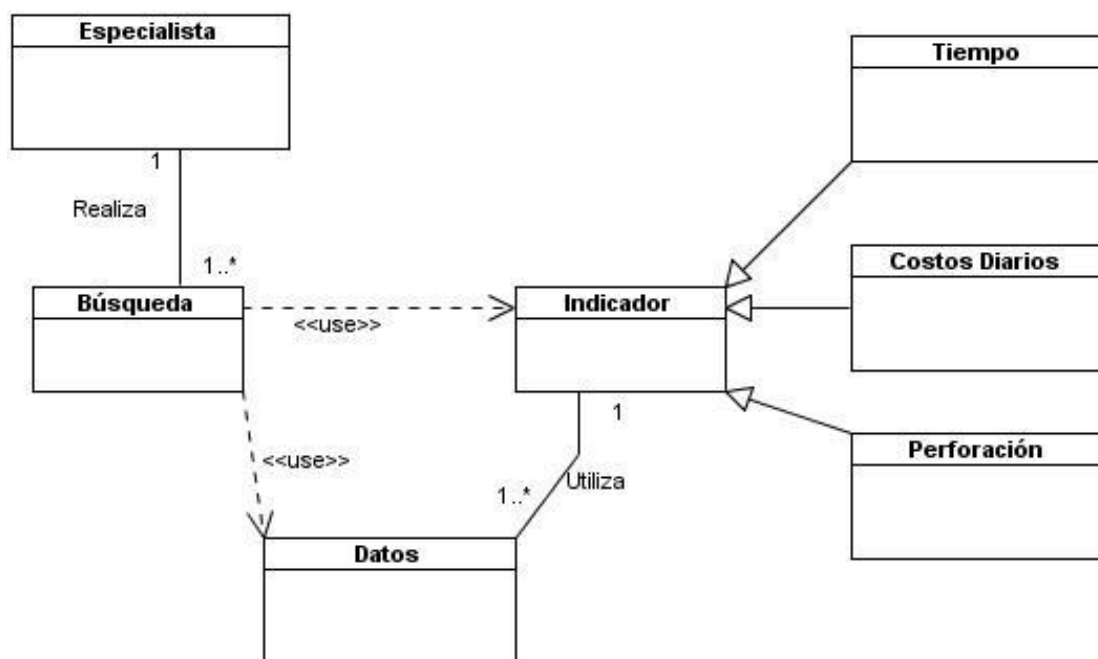 Especialista
Tiempo
1
Realiza
1..*
Costos Diarios
Búsqueda
Indicador
<<use>>
1
Perforación
<<use>>
Utiliza
1..*
Datos